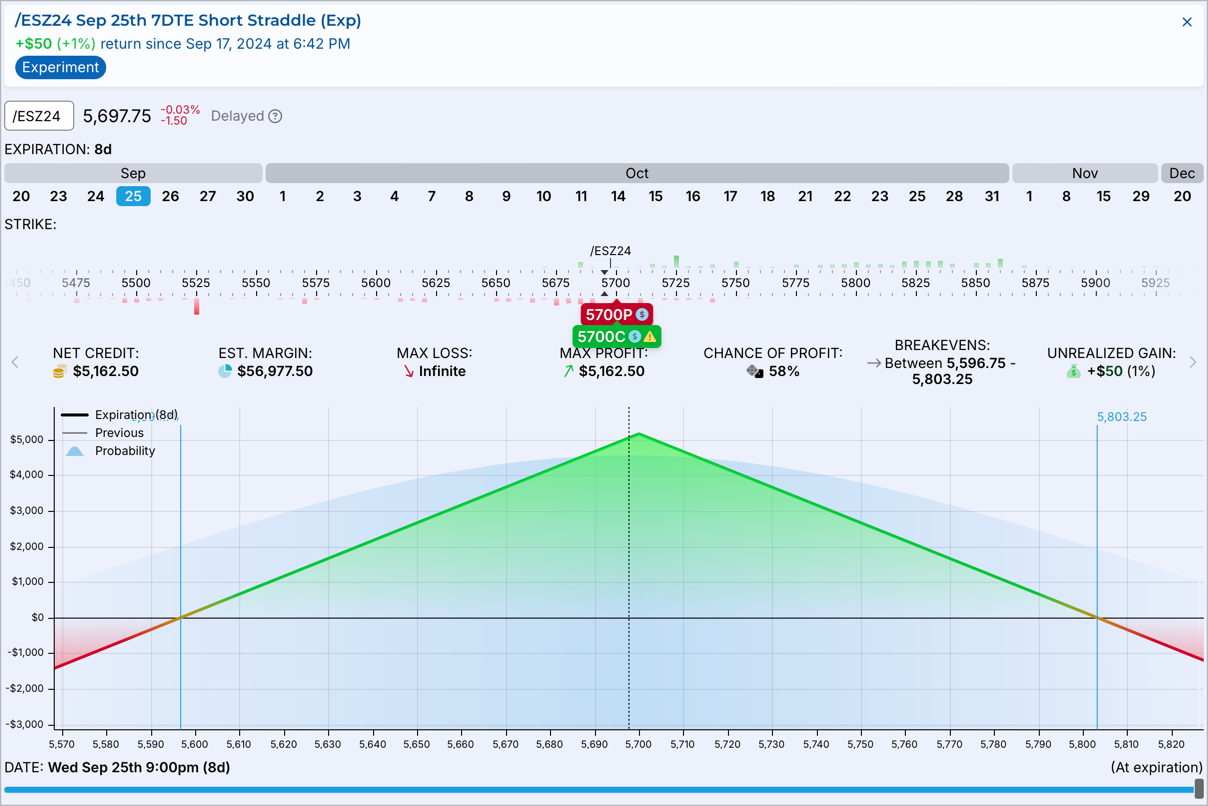 /ESZ24 Sep 25th 7DTE Short Straddle (Exp)
+$50 (+1%) return since Sep 17, 2024 at 6:42 PM
Experiment
/ESZ24 5,697.75 -0.03% -1.50 Delayed ?
EXPIRATION: 8d
Sep Oct Nov Dec
20 23 24 25 26 27 30 1 2 3 4 7 8 9 10 11 14 15 16 17 18 21 22 23 25 28 31 1 8 15 29 20
STRIKE:
/ESZ24
450 5475 5500 5525 5550 5575 5600 5625 5650 5675 5700 5725 5750 5775 5800 5825 5850 5875 5900 5925
5700P $
5700C $
NET CREDIT:
$5,162.50
EST. MARGIN:
$56,977.50
MAX LOSS:
Infinite
MAX PROFIT:
$5,162.50
CHANCE OF PROFIT:
58%
BREAKEVENS:
Between 5,596.75 -
5,803.25
UNREALIZED GAIN:
+$50 (1%)
Expiration (8d)
Previous
Probability
5,803.25
$5,000
$4,000
$3,000
$2,000
$1,000
$0
-$1,000
-$2,000
-$3,000
5,570 5,580 5,590 5,600 5,610 5,620 5,630 5,640 5,650 5,660 5,670 5,680 5,690 5,700 5,710 5,720 5,730 5,740 5,750 5,760 5,770 5,780 5,790 5,800 5,810 5,820
DATE: Wed Sep 25th 9:00pm (8d) (At expiration)